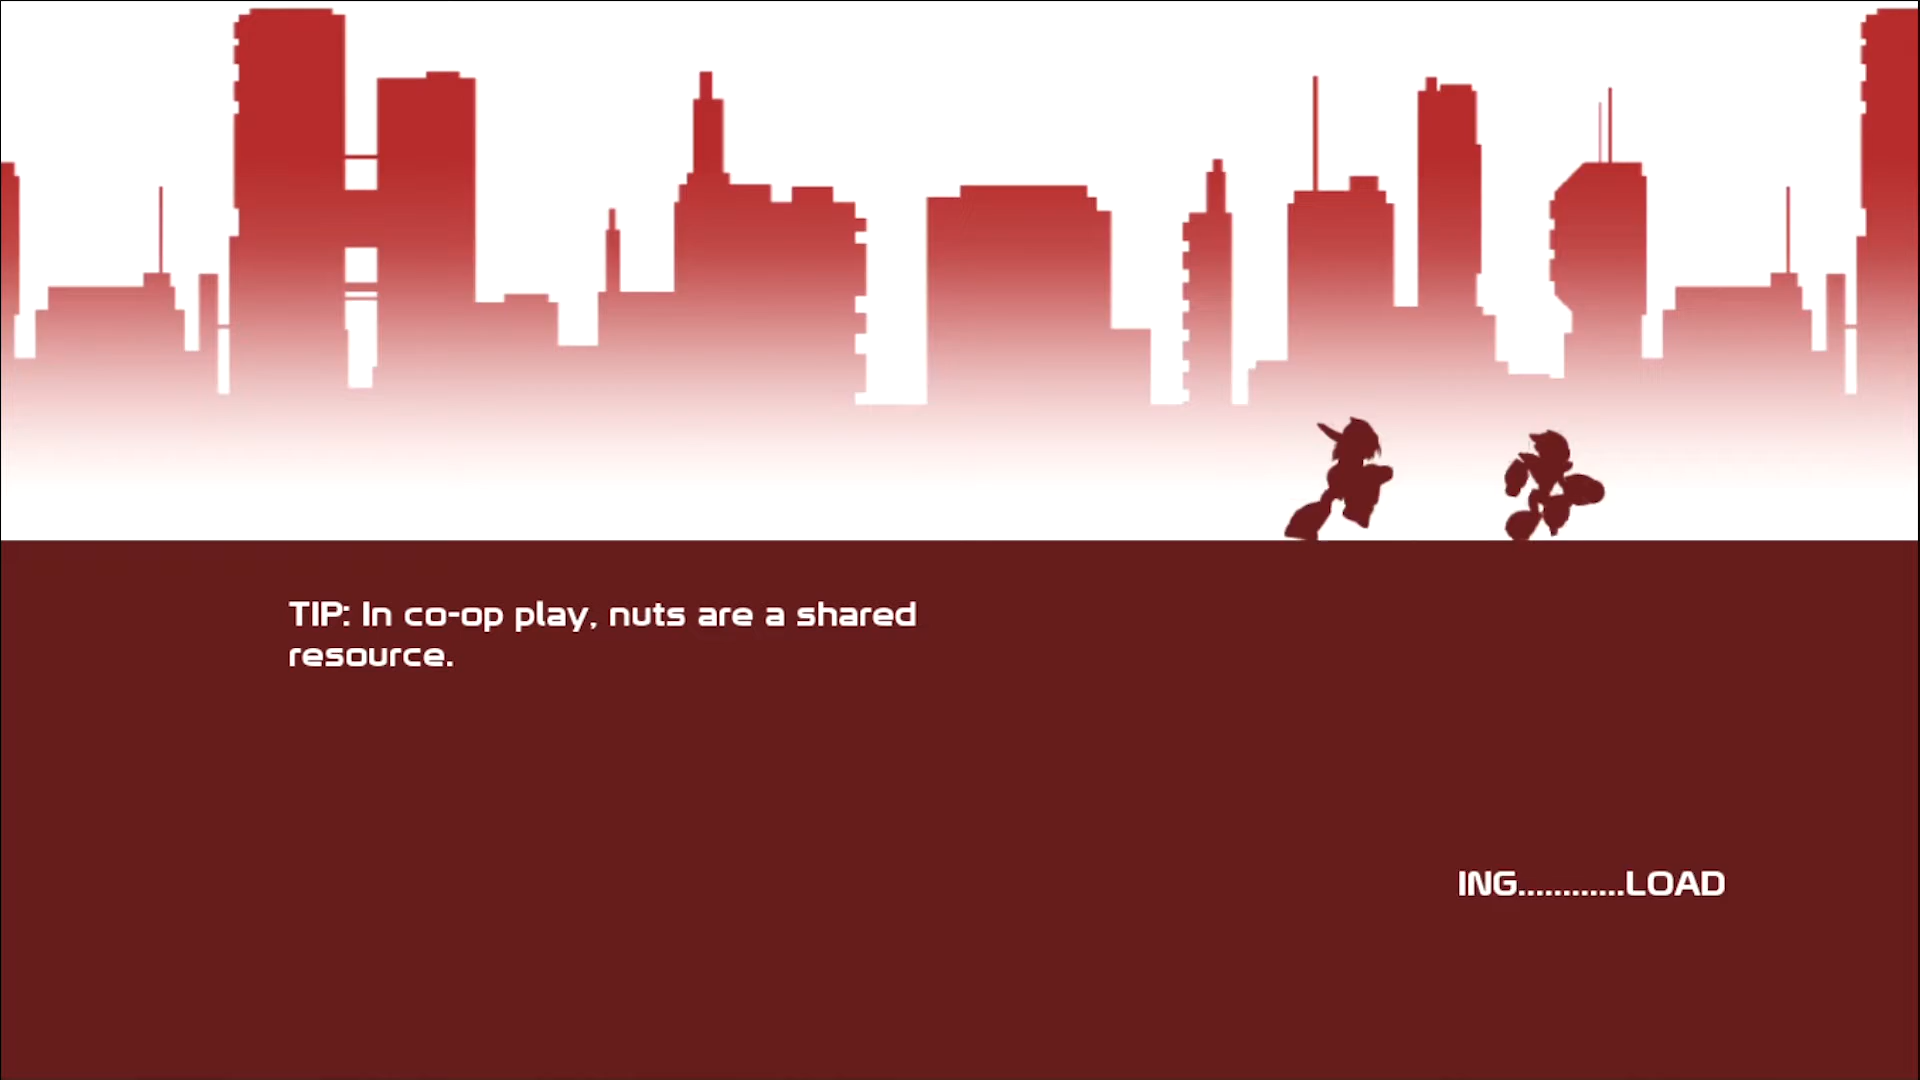 TIP: In co-op play, nuts are a shared
resource.
ING............LOAD